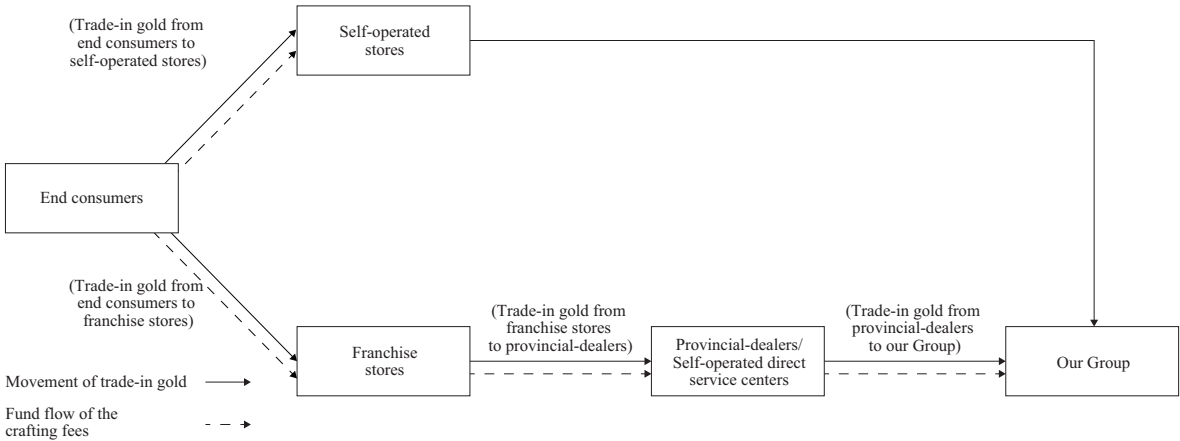 (Trade-in gold from
end consumers to
self-operated stores)
Self-operated
stores
End consumers
(Trade-in gold from
end consumers to
franchise stores)
Franchise
stores
(Trade-in gold from
franchise stores
to provincial-dealers)
Provincial-dealers/
Self-operated direct
service centers
(Trade-in gold from
provincial-dealers
to our Group)
Our Group
Movement of trade-in gold
Fund flow of the
crafting fees